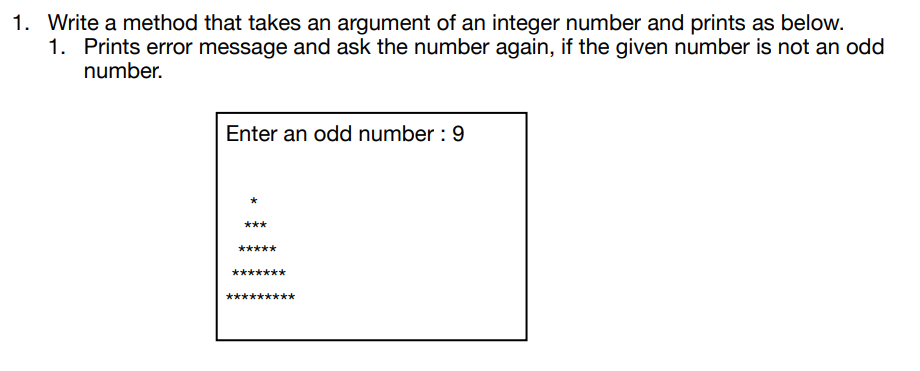 1. Write a method that takes an argument of an integer number and prints as below.
1. Prints error message and ask the number again, if the given number is not an odd
number.
Enter an odd number : 9
*
***
*****
*******
*********